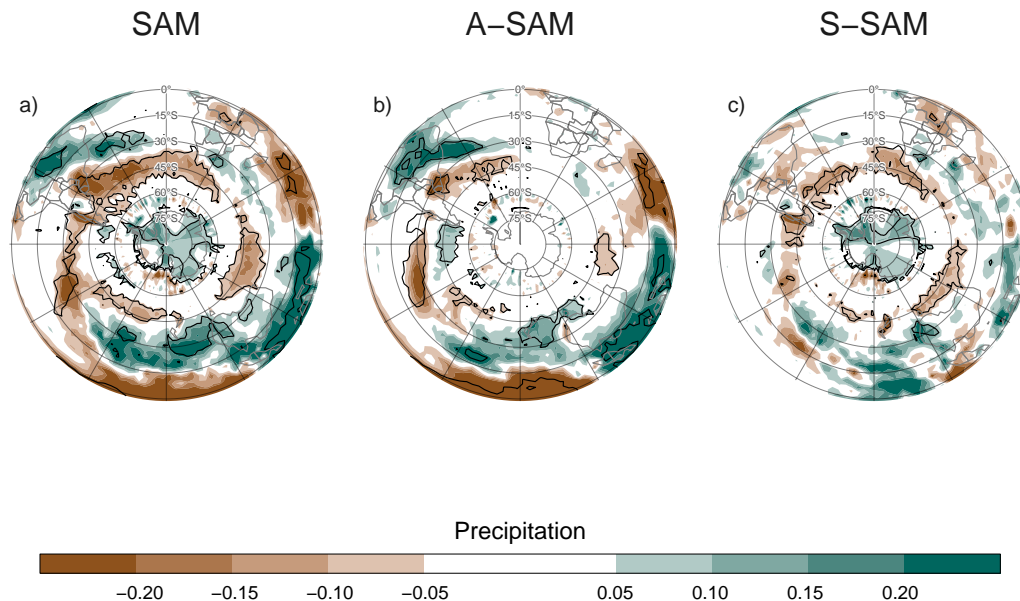 SAM A−SAM S−SAM
a) b) c)
0° 0° 0°
15°S 15°S 15°S
30°S 30°S 30°S
45°S 45°S 45°S
60°S 60°S 60°S
75°S 75°S 75°S
Precipitation
−0.20 −0.15 −0.10 −0.05 0.05 0.10 0.15 0.20